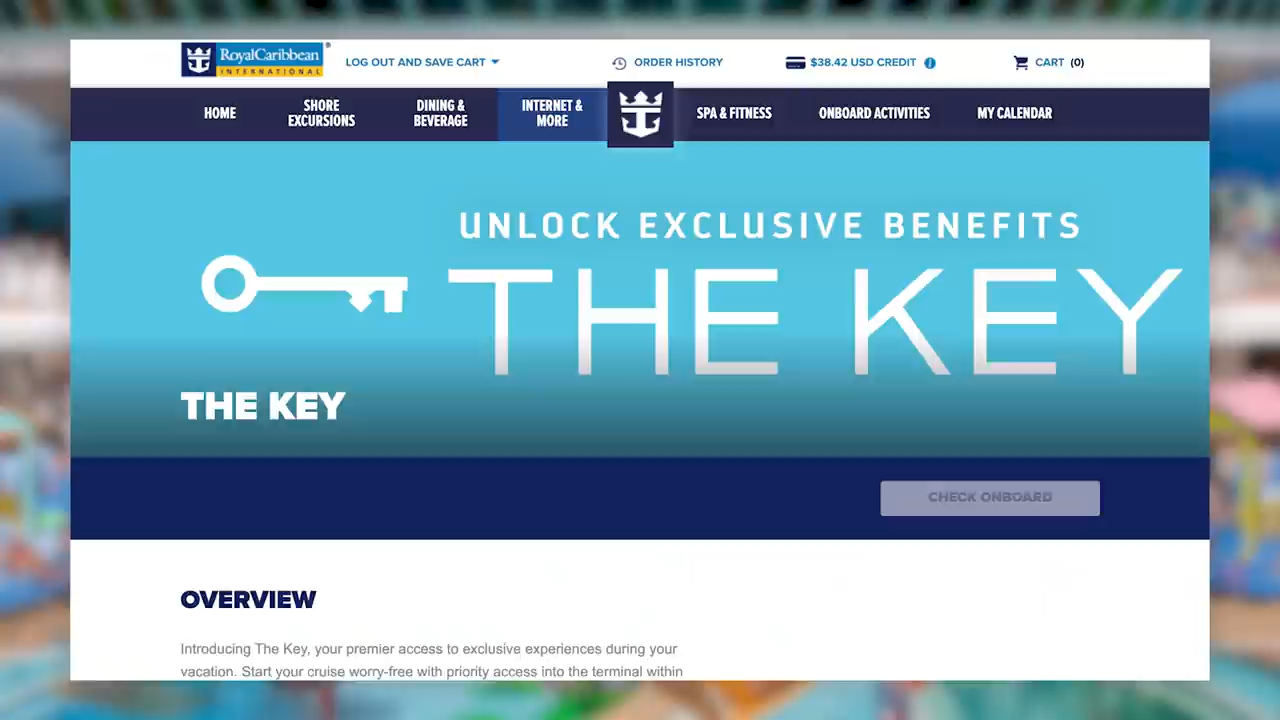 RoyalCaribbean®
INTERNATIONAL
LOG OUT AND SAVE CART
ORDER HISTORY
$38.42 USD CREDIT i
CART (0)
HOME
SHORE
EXCURSIONS
DINING &
BEVERAGE
INTERNET &
MORE
SPA & FITNESS
ONBOARD ACTIVITIES
MY CALENDAR
UNLOCK EXCLUSIVE BENEFITS
THE KEY
THE KEY
CHECK ONBOARD
OVERVIEW
Introducing The Key, your premier access to exclusive experiences during your
vacation. Start your cruise worry-free with priority access into the terminal within